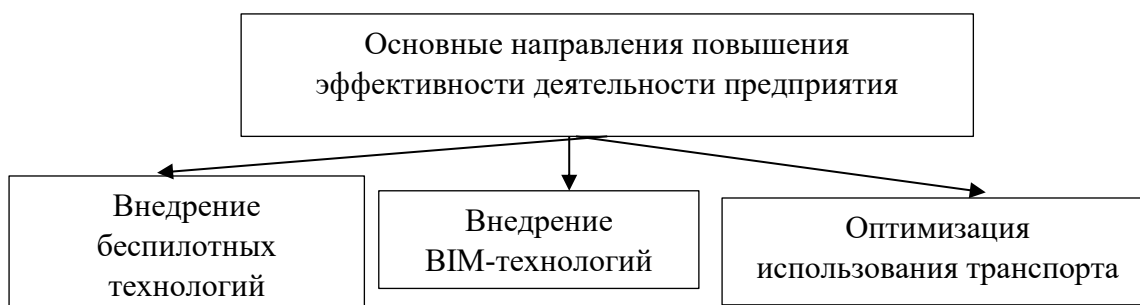 Основные направления повышения
эффективности деятельности предприятия
Внедрение
беспилотных
технологий
Внедрение
BIM-технологий
Оптимизация
использования транспорта